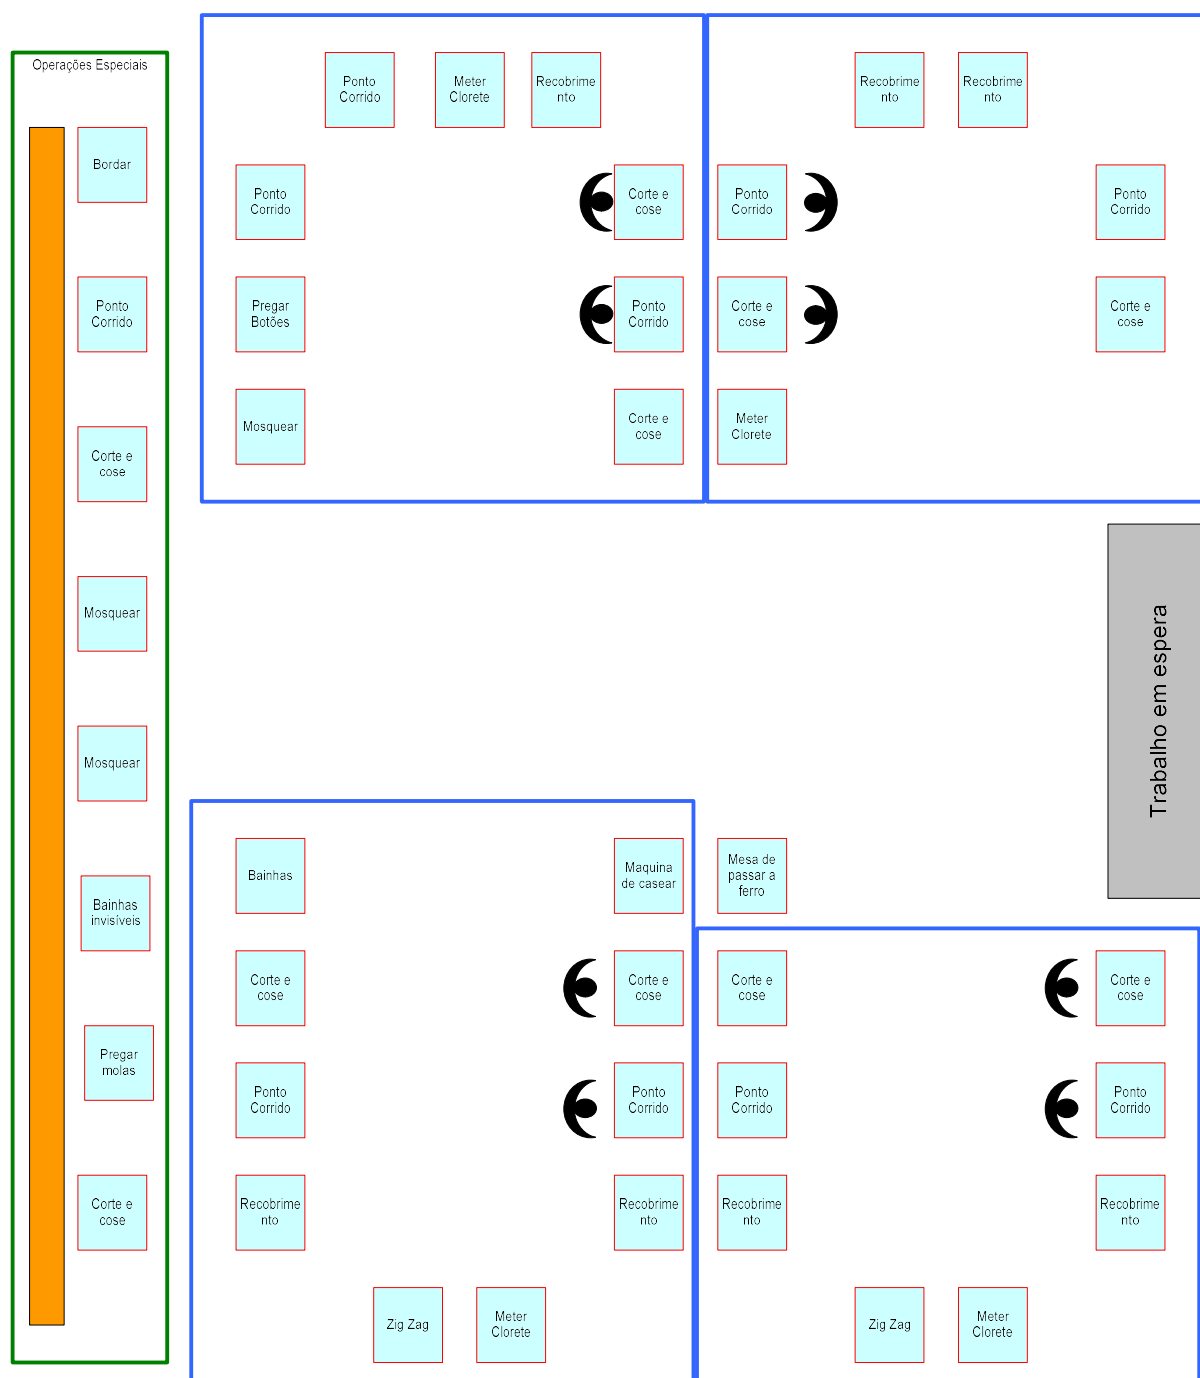 Operações Especiais
Bordar
Ponto
Corrido
Corte e
cose
Mosquear
Mosquear
Bainhas
invisíveis
Pregar
molas
Corte e
cose
Ponto
Corrido
Meter
Clorete
Recobrime
nto
Ponto
Corrido
Corte e
cose
Pregar
Botões
Ponto
Corrido
Mosquear
Corte e
cose
Recobrime
nto
Recobrime
nto
Ponto
Corrido
Ponto
Corrido
Corte e
cose
Corte e
cose
Meter
Clorete
Trabalho em espera
Bainhas
Maquina
de casear
Corte e
cose
Corte e
cose
Ponto
Corrido
Ponto
Corrido
Recobrime
nto
Recobrime
nto
Zig Zag
Meter
Clorete
Mesa de
passar a
ferro
Corte e
cose
Corte e
cose
Ponto
Corrido
Ponto
Corrido
Recobrime
nto
Recobrime
nto
Zig Zag
Meter
Clorete